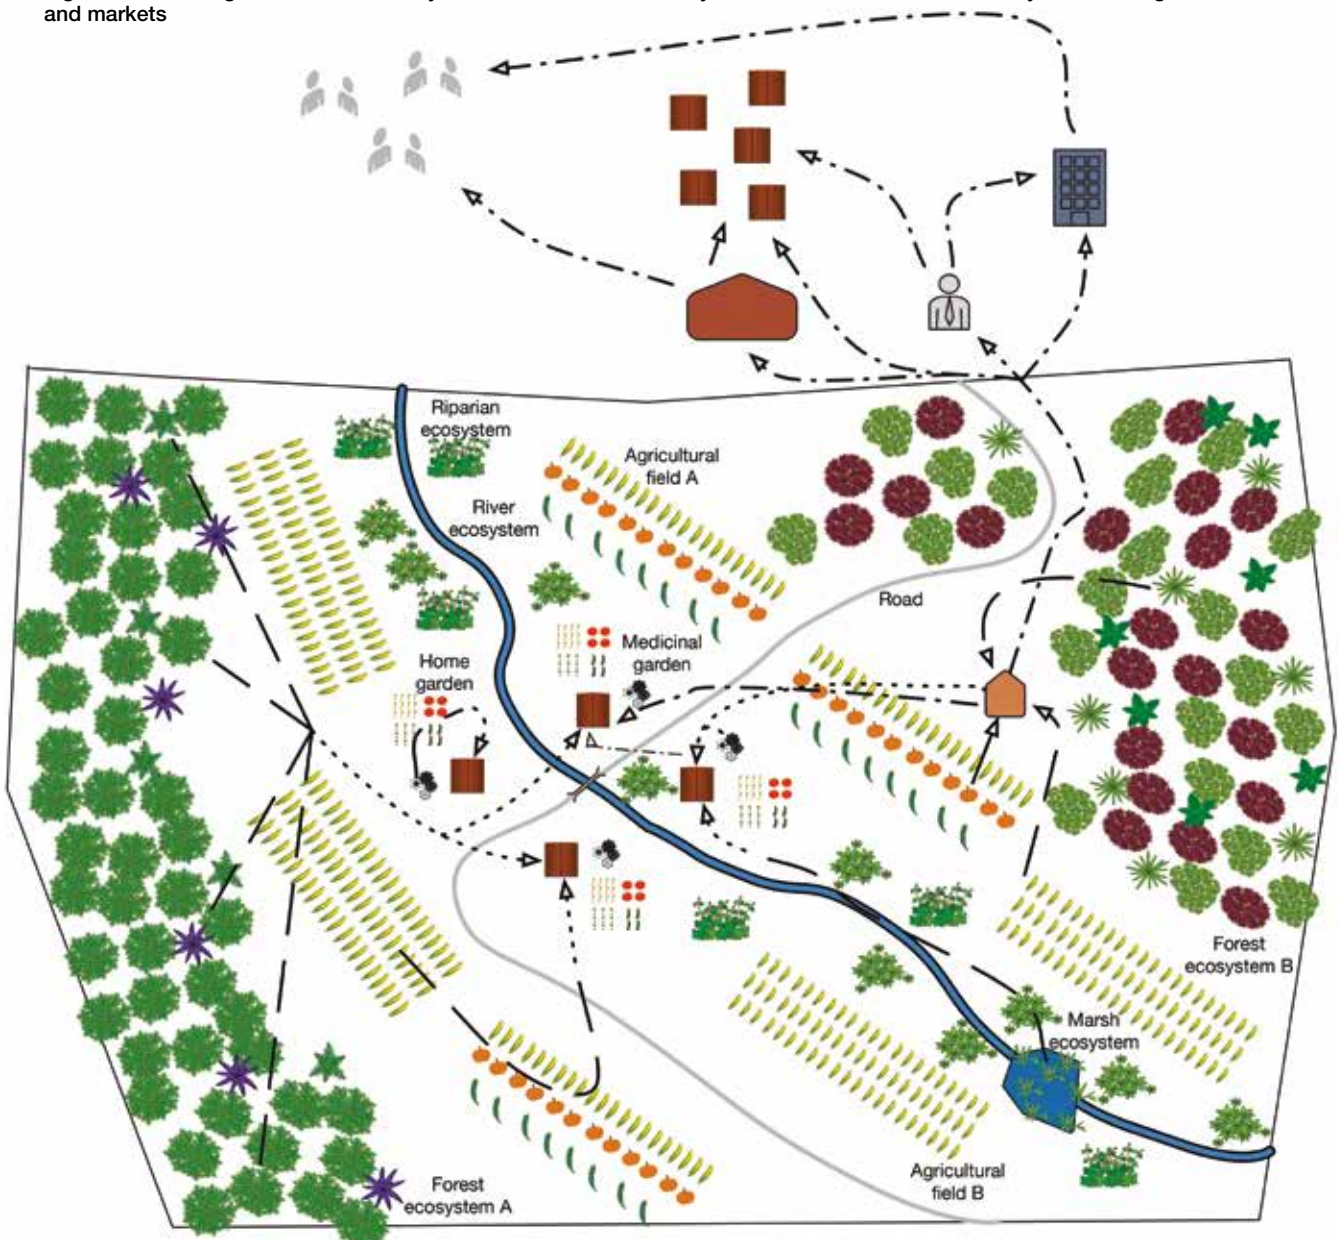 and markets
Riparian
ecosystem
Agricultural
field A
River
ecosystem
Road
Home
garden
Medicinal
garden
Forest
ecosystem B
Marsh
ecosystem
Agricultural
field B
Forest
ecosystem A